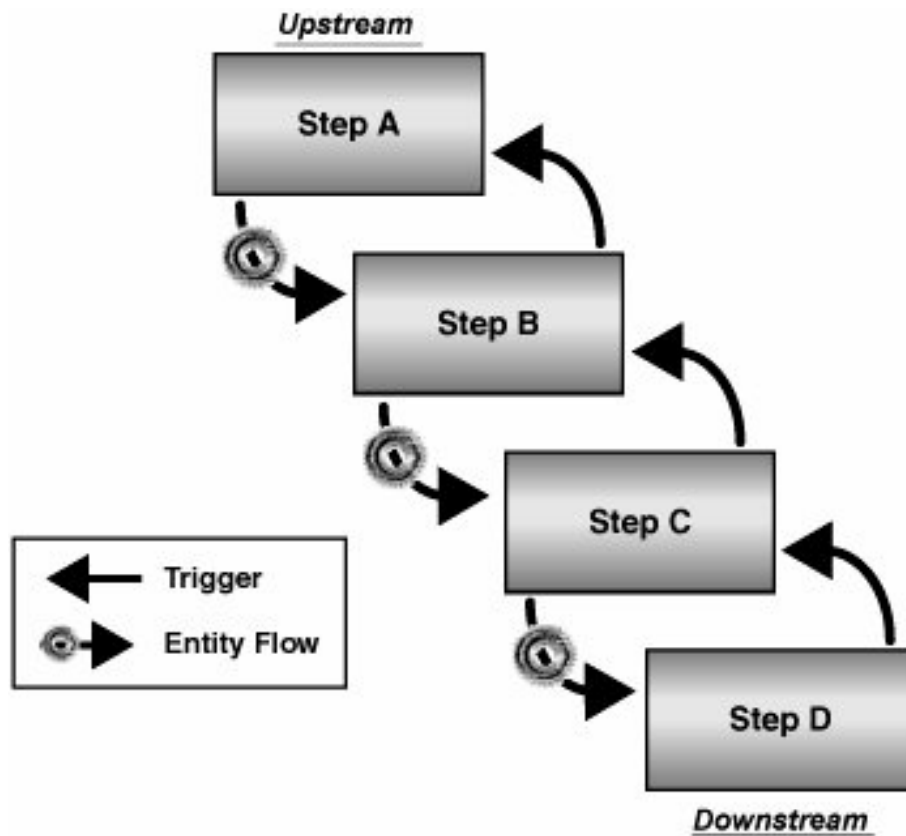 Upstream
Step A
Step B
Step C
Trigger
Entity Flow
Step D
Downstream